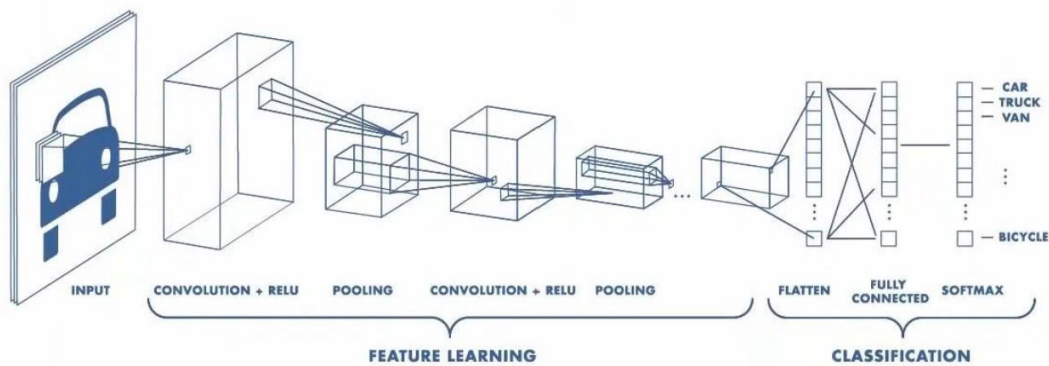 CAR
TRUCK
VAN
BICYCLE
INPUT
CONVOLUTION + RELU
POOLING
CONVOLUTION + RELU
POOLING
FLATTEN
FULLY
CONNECTED
SOFTMAX
FEATURE LEARNING
CLASSIFICATION